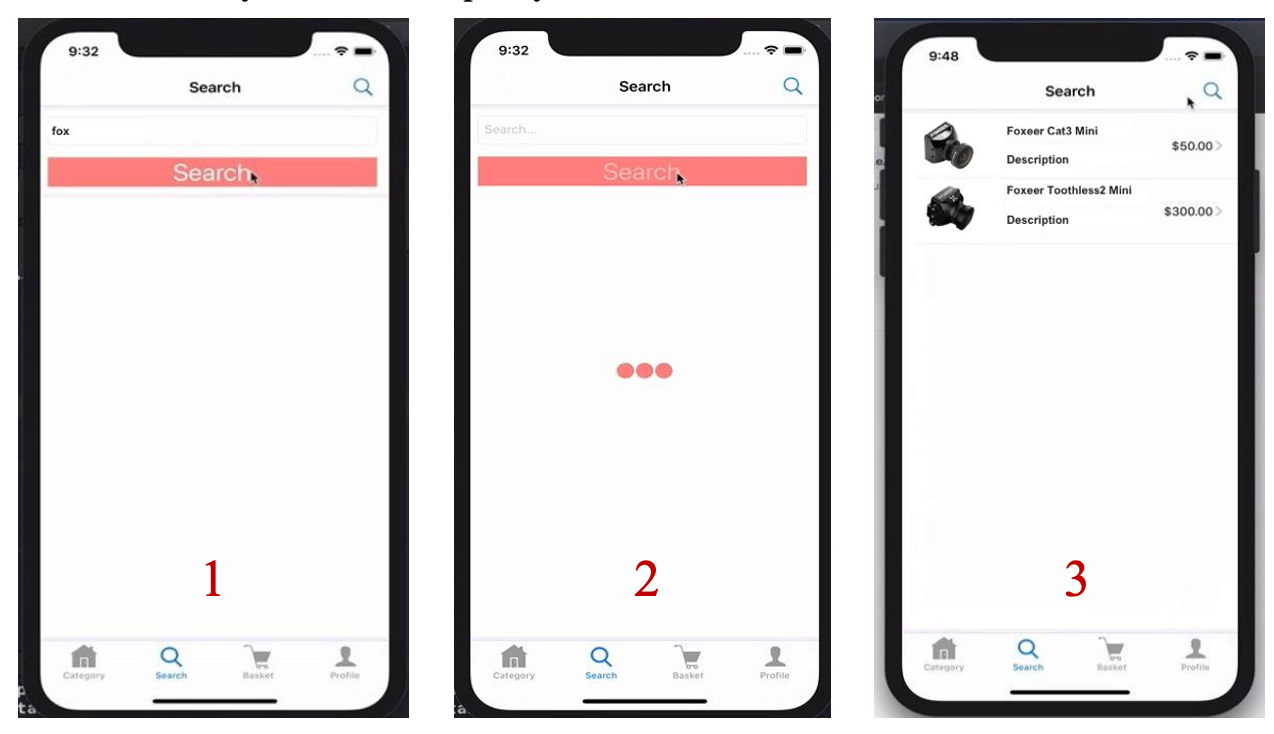 9:32
Search
fox
Search
1
Category Search Basket Profile
9:32
Search
Search...
Search
2
Category Search Basket Profile
9:48
Search
Foxeer Cat3 Mini
Description
$50.00
Foxeer Toothless2 Mini
Description
$300.00
3
Category Search Basket Profile